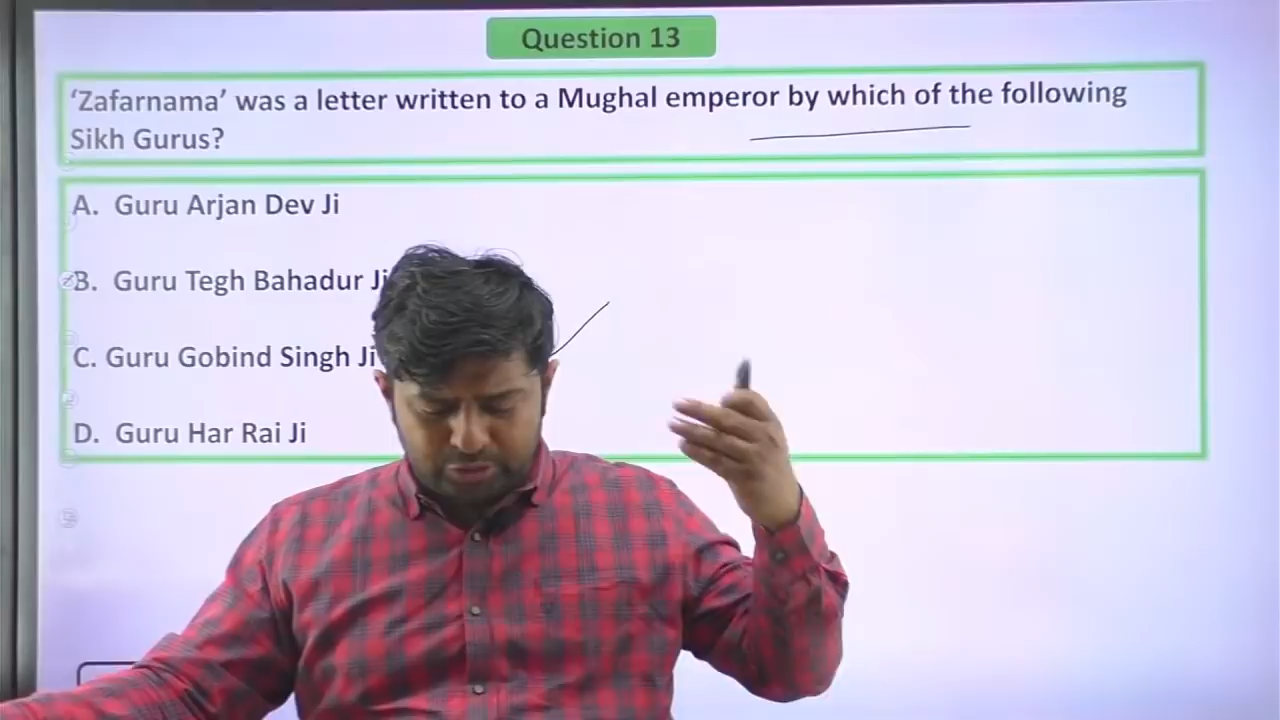 Question 13
‘Zafarnama’ was a letter written to a Mughal emperor by which of the following
Sikh Gurus?
A. Guru Arjan Dev Ji
B. Guru Tegh Bahadur Ji
C. Guru Gobind Singh Ji
D. Guru Har Rai Ji